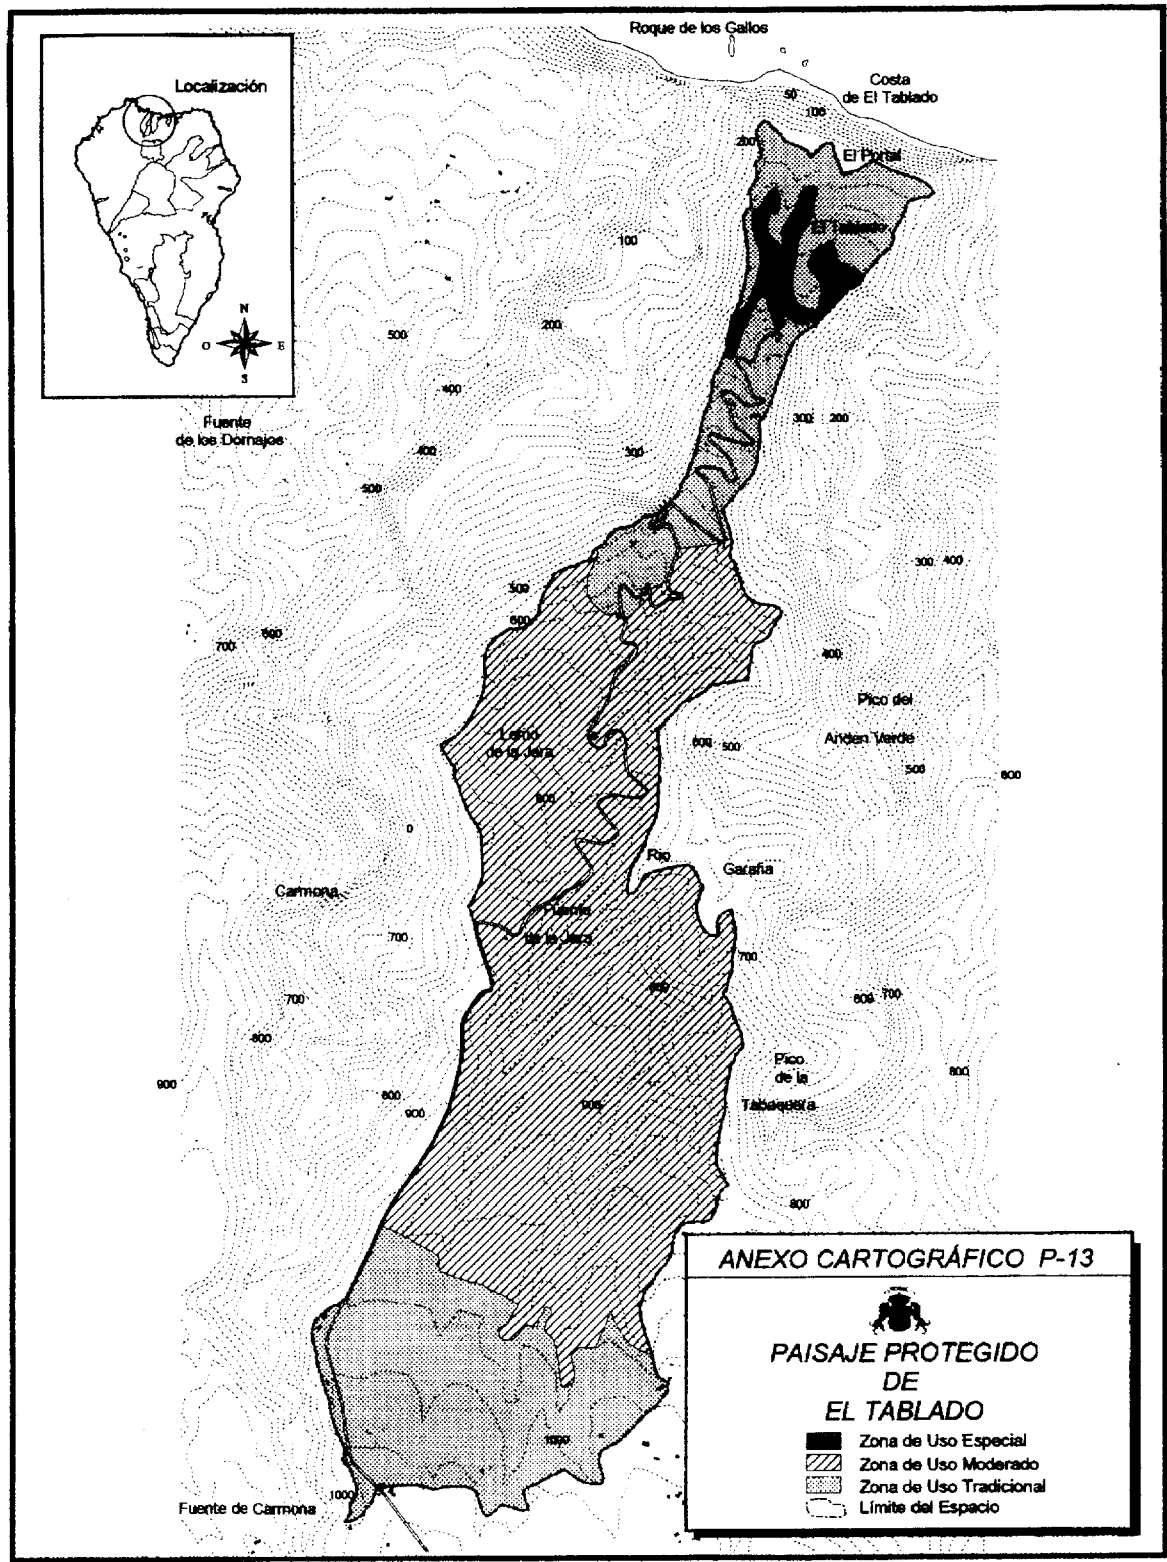 Roque de los Gallos
Localización
Costa
de El Tablado
50
100
200
El Portal
El Tablado
100
N
O
E
S
500
200
400
Fuente
de los Dornajos
300
200
400
300
500
300
400
500
600
700
600
400
Pico del
Anden Verde
Lomo
de la Jara
600
500
500
600
600
0
Rio
Garafia
Carmona
Fuente
de la Jara
700
700
700
600
700
800
Pico
de la
Tabaquera
900
800
900
800
800
ANEXO CARTOGRÁFICO P-13
PAISAJE PROTEGIDO
DE
EL TABLADO
Zona de Uso Especial
Zona de Uso Moderado
Zona de Uso Tradicional
Límite del Espacio
1000
1000
Fuente de Carmona